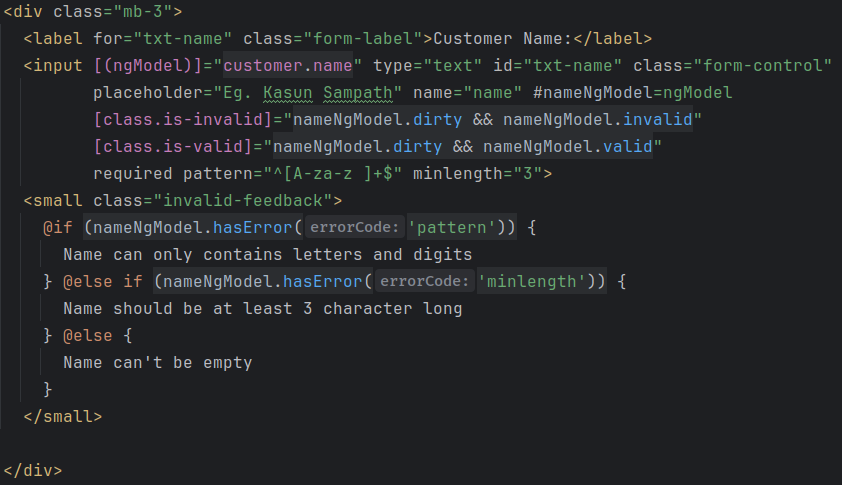 <div class="mb-3">
  <label for="txt-name" class="form-label">Customer Name:</label>
  <input [(ngModel)]="customer.name" type="text" id="txt-name" class="form-control"
         placeholder="Eg. Kasun Sampath" name="name" #nameNgModel=ngModel
         [class.is-invalid]="nameNgModel.dirty && nameNgModel.invalid"
         [class.is-valid]="nameNgModel.dirty && nameNgModel.valid"
         required pattern="^[A-za-z ]+$" minlength="3">
  <small class="invalid-feedback">
    @if (nameNgModel.hasError( errorCode: 'pattern')) {
      Name can only contains letters and digits
    } @else if (nameNgModel.hasError( errorCode: 'minlength')) {
      Name should be at least 3 character long
    } @else {
      Name can't be empty
    }
  </small>

</div>